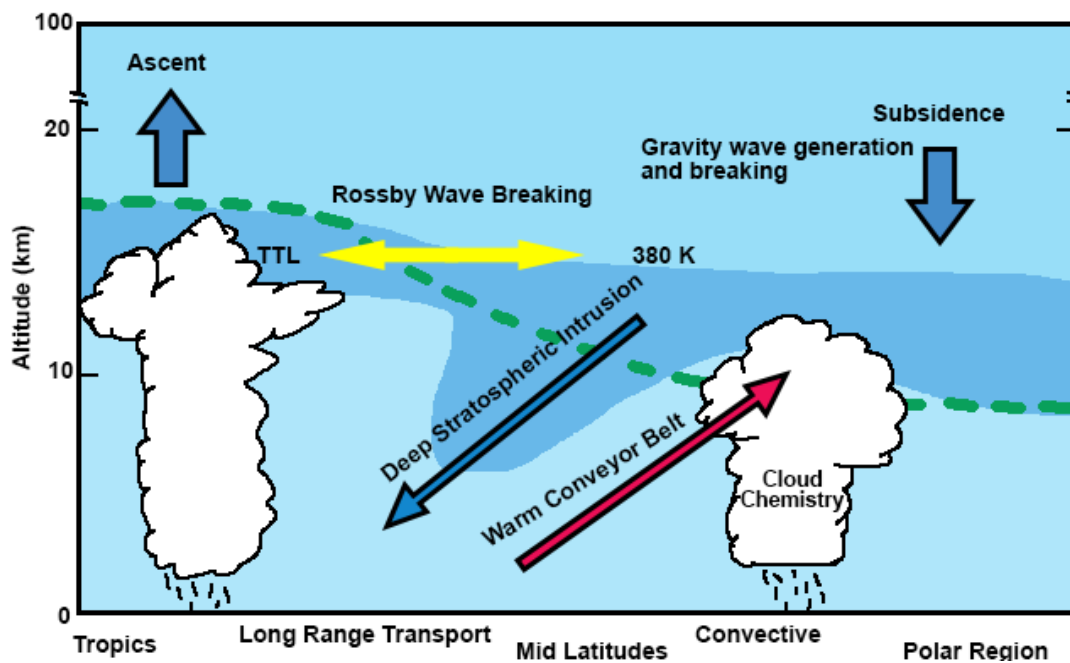 100
Ascent
20
Subsidence
Gravity wave generation
and breaking
Rossby Wave Breaking
TTL
380 K
Altitude (km)
10
Deep Stratospheric Intrusion
Warm Conveyor Belt
Cloud
Chemistry
0
Tropics
Long Range Transport
Mid Latitudes
Convective
Polar Region